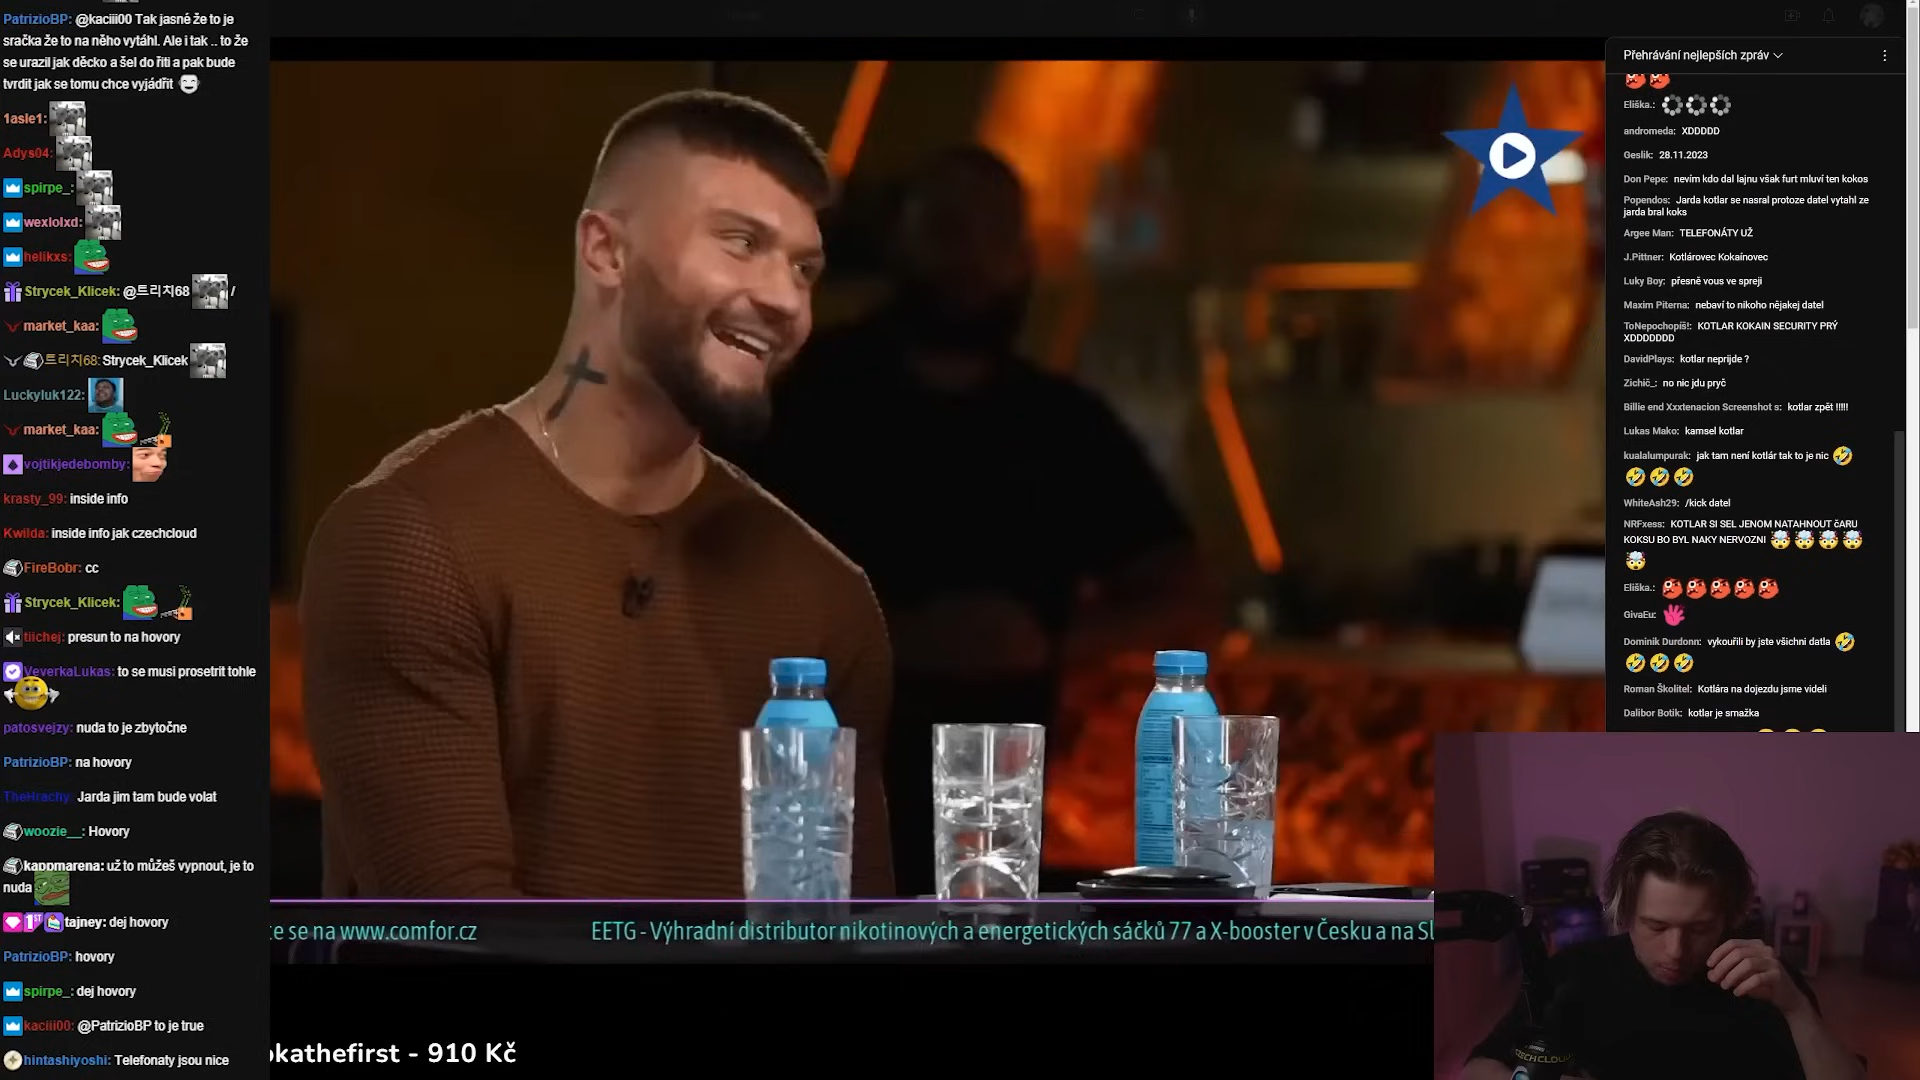 PatrizioBP: @kaciii00 Tak jasné že to je
sračka že to na něho vytáhl. Ale i tak .. to že
se urazil jak děcko a šel do řiti a pak bude
tvrdit jak se tomu chce vyjádřit
1asie1:
Adys04:
spirpe_:
wexlolxd:
helikxs:
Strycek_Klicek: @트리치68 /
market_kaa:
트리치68: Strycek_Klicek
Luckyluk122:
market_kaa:
vojtikjedebomby:
krasty_99: inside info
Kwilda: inside info jak czechcloud
FireBobr: cc
Strycek_Klicek:
tiichej: presun to na hovory
VeverkaLukas: to se musi prosetrit tohle
patosvejzy: nuda to je zbytočne
PatrizioBP: na hovory
TheHrachy: Jarda jim tam bude volat
woozie__: Hovory
kappmarena: už to můžeš vypnout, je to
nuda
1ST tajney: dej hovory
PatrizioBP: hovory
spirpe_: dej hovory
kaciii00: @PatrizioBP to je true
hintashiyoshi: Telefonaty jsou nice
e se na www.comfor.cz
EETG - Výhradní distributor nikotinových a energetických sáčků 77 a X-booster v Česku a na Sl
okathefirst - 910 Kč
Přehrávání nejlepších zpráv
Eliška.:
andromeda: XDDDDD
Geslik: 28.11.2023
Don Pepe: nevím kdo dal lajnu však furt mluví ten kokos
Popendos: Jarda kotlar se nasral protoze datel vytahl ze
jarda bral koks
Argee Man: TELEFONÁTY UŽ
J.Pittner: Kotlárovec Kokaínovec
Luky Boy: přesně vous ve spreji
Maxim Piterna: nebaví to nikoho nějakej datel
ToNepochopíš!: KOTLAR KOKAIN SECURITY PRÝ
XDDDDDDD
DavidPlays: kotlar neprijde ?
Zichič_: no nic jdu pryč
Billie end Xxxtenacion Screenshot s: kotlar zpět !!!!!
Lukas Mako: kamsel kotlar
kualalumpurak: jak tam není kotlár tak to je nic
WhiteAsh29: /kick datel
NRFxess: KOTLAR SI SEL JENOM NATAHNOUT čARU
KOKSU BO BYL NAKY NERVOZNI
Eliška.:
GivaEu:
Dominik Durdonn: vykouřili by jste všichni datla
Roman Školitel: Kotlára na dojezdu jsme videli
Dalibor Botik: kotlar je smažka